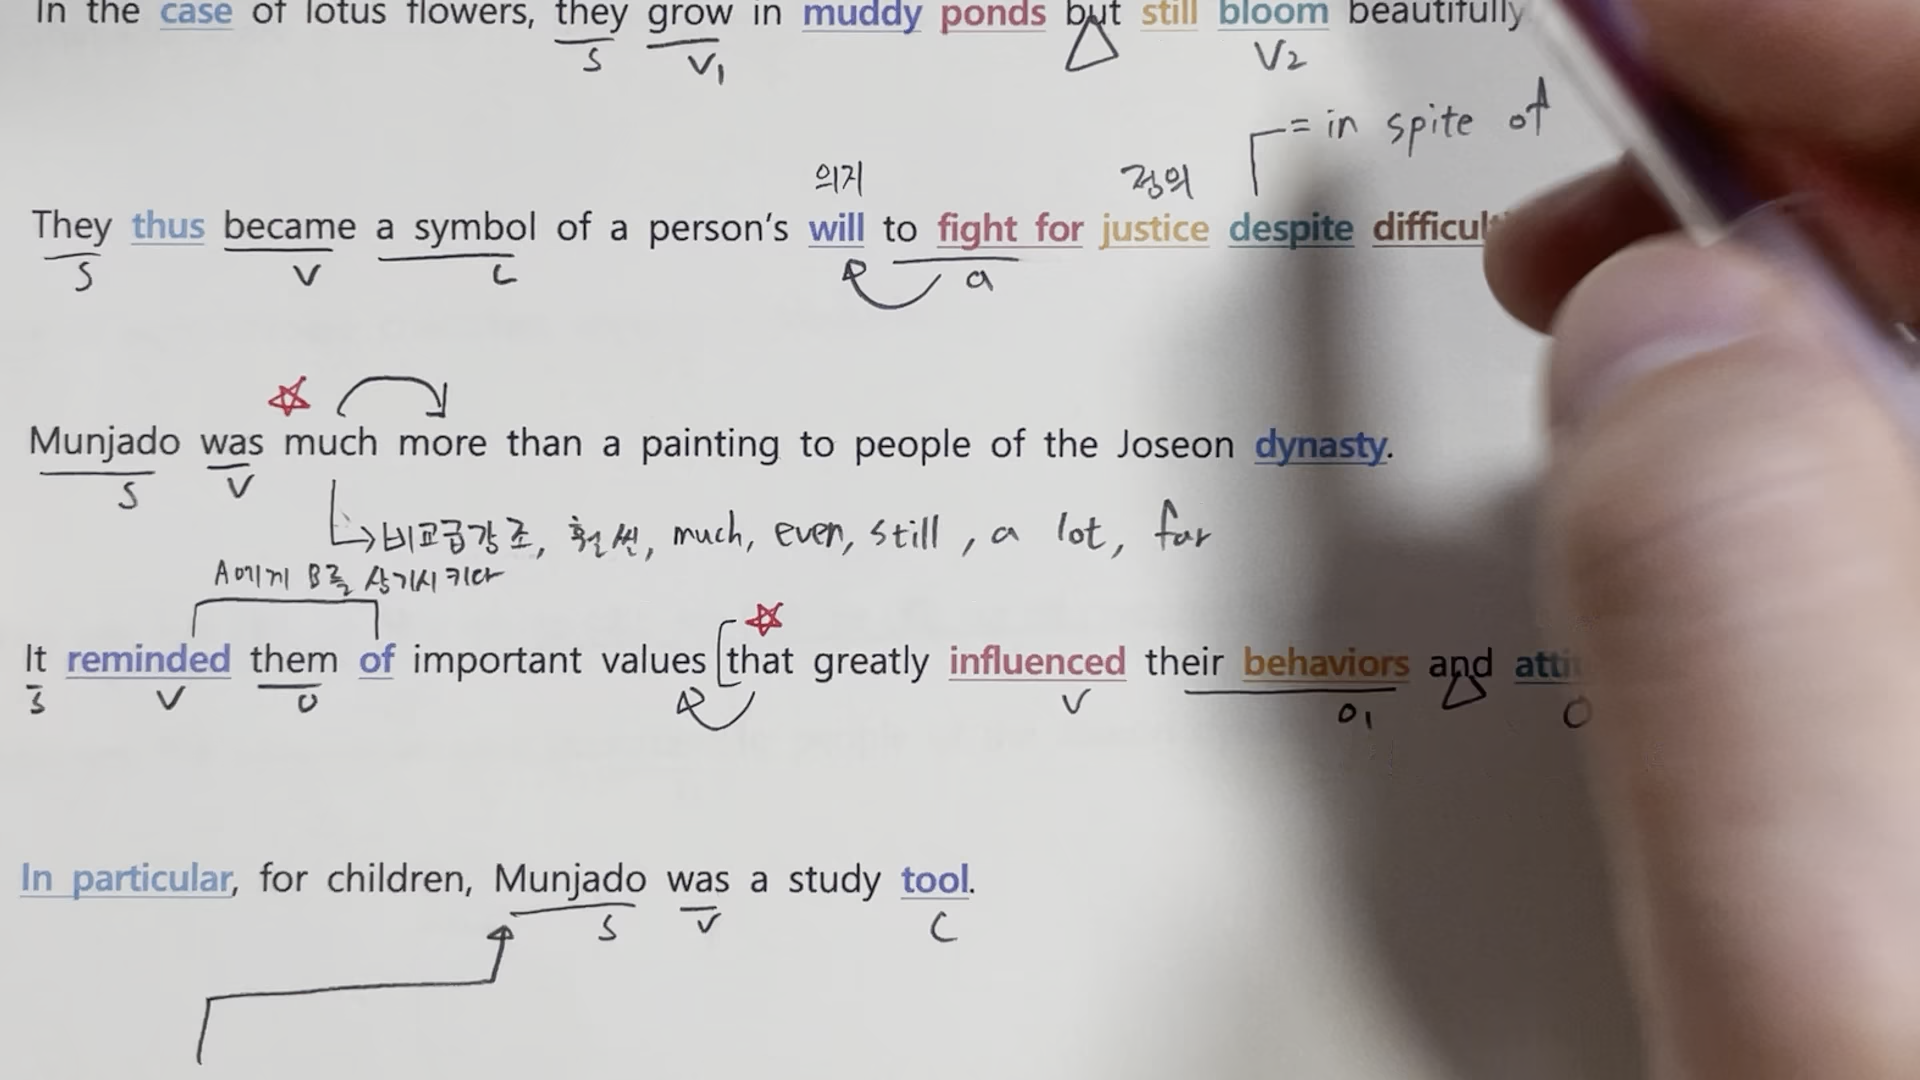 In the case of lotus flowers, they grow in muddy ponds but still bloom beautifully
S V1 V2
= in spite of
의지 정의
They thus became a symbol of a person's will to fight for justice despite
S V C a
Munjado was much more than a painting to people of the Joseon dynasty.
S V
비교급강조, 훨씬, much, even, still, a lot, far
A에게 B를 상기시키다
It reminded them of important values [that greatly influenced their behaviors and
S V O V O1
In particular, for children, Munjado was a study tool.
S V C